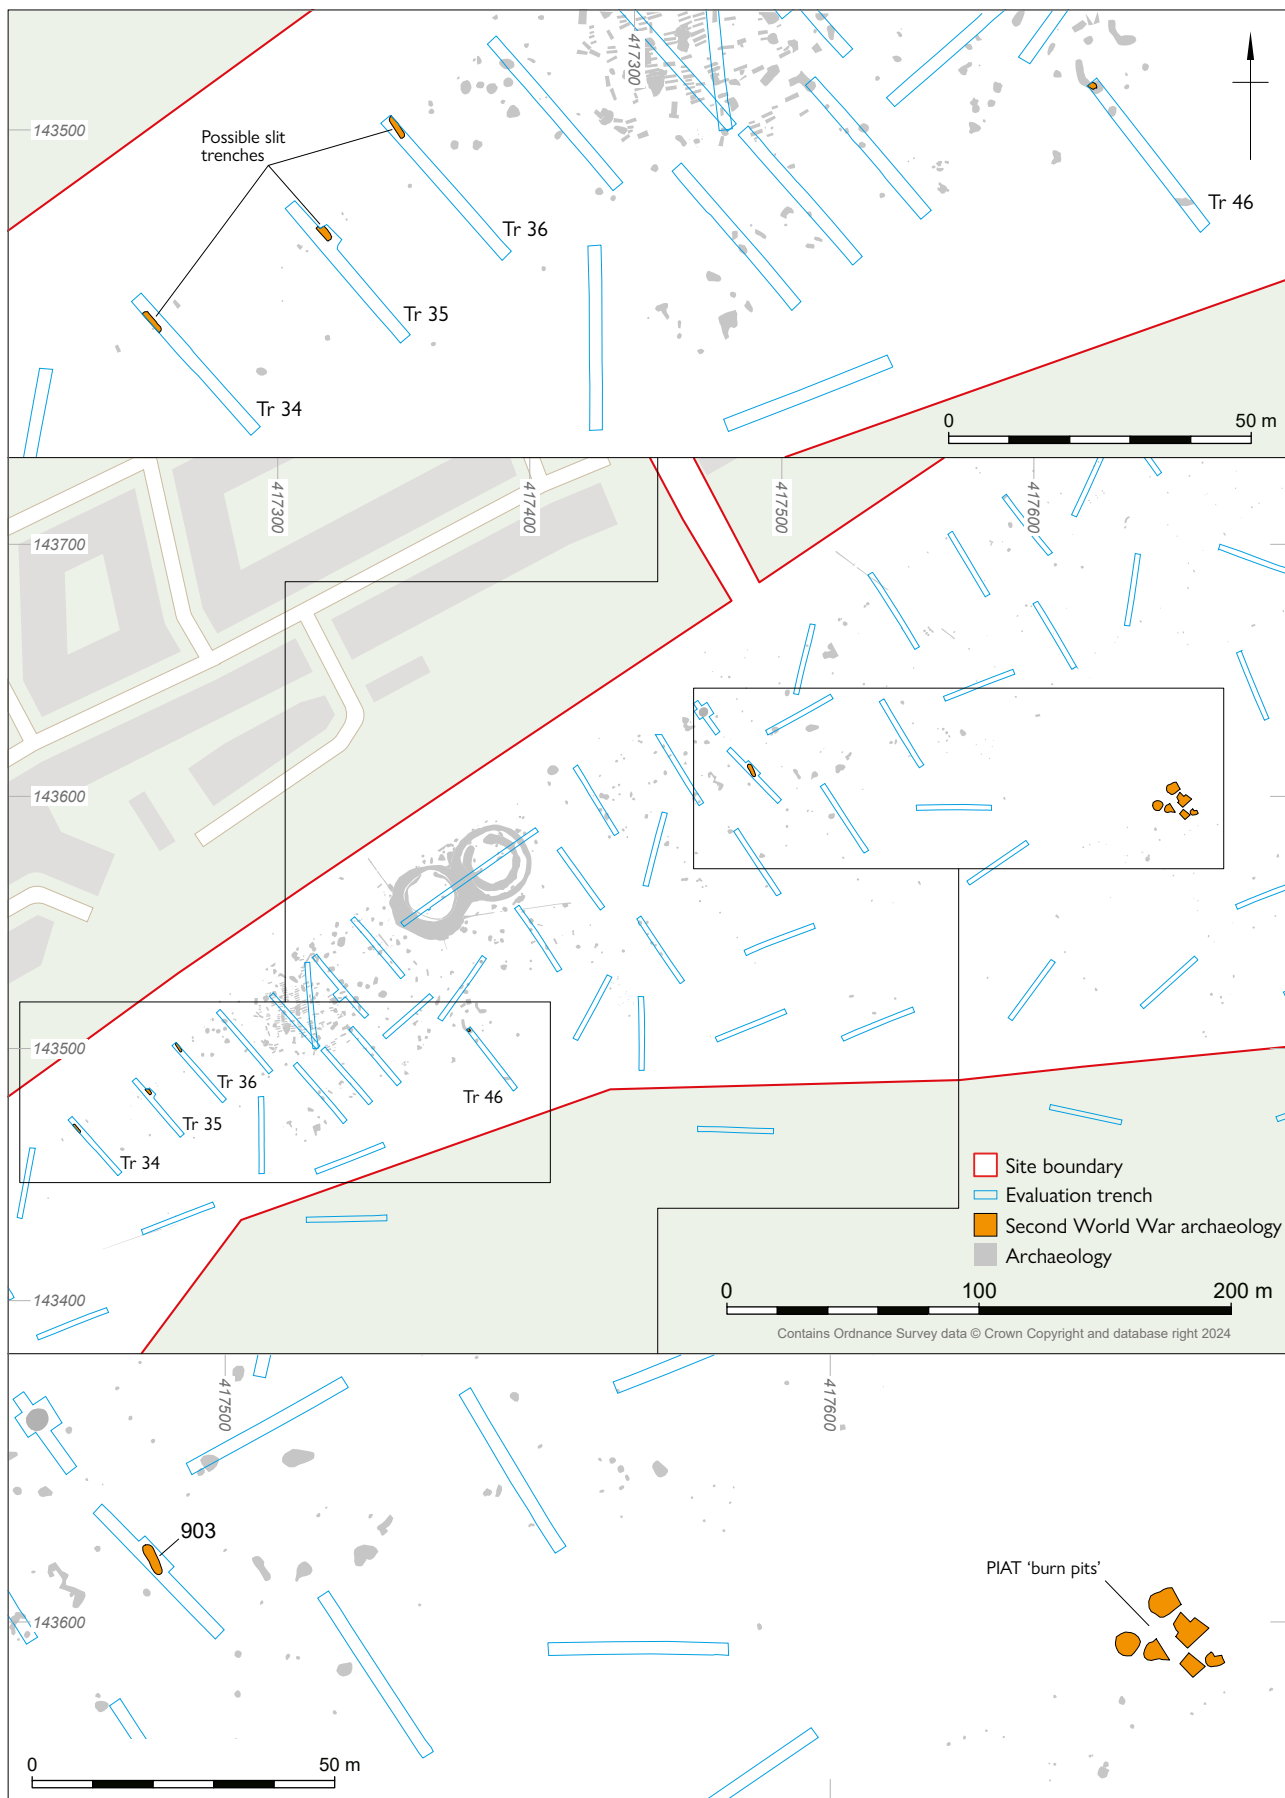 417300
143500
Possible slit
trenches
Tr 46
Tr 36
Tr 35
Tr 34
0 50 m
417300
417400
417500
417600
143700
143600
143500
Tr 36
Tr 46
Tr 35
Tr 34
Site boundary
Evaluation trench
Second World War archaeology
Archaeology
143400
0 100 200 m
Contains Ordnance Survey data © Crown Copyright and database right 2024
417500
417600
903
PIAT ‘burn pits’
143600
0 50 m